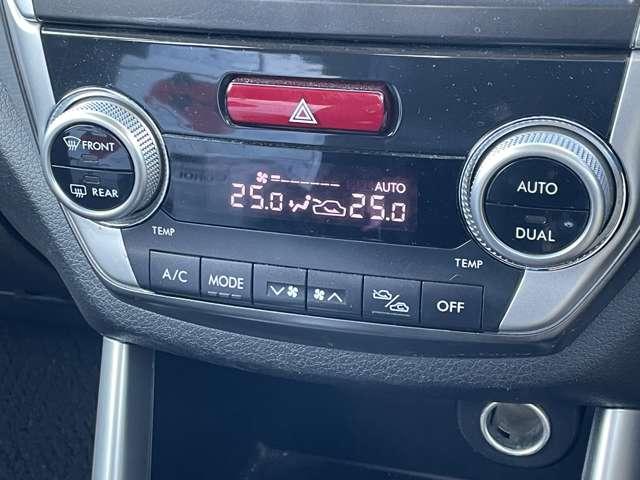 FRONT
REAR
AUTO
25.0 25.0
AUTO
DUAL
TEMP
TEMP
A/C
MODE
OFF